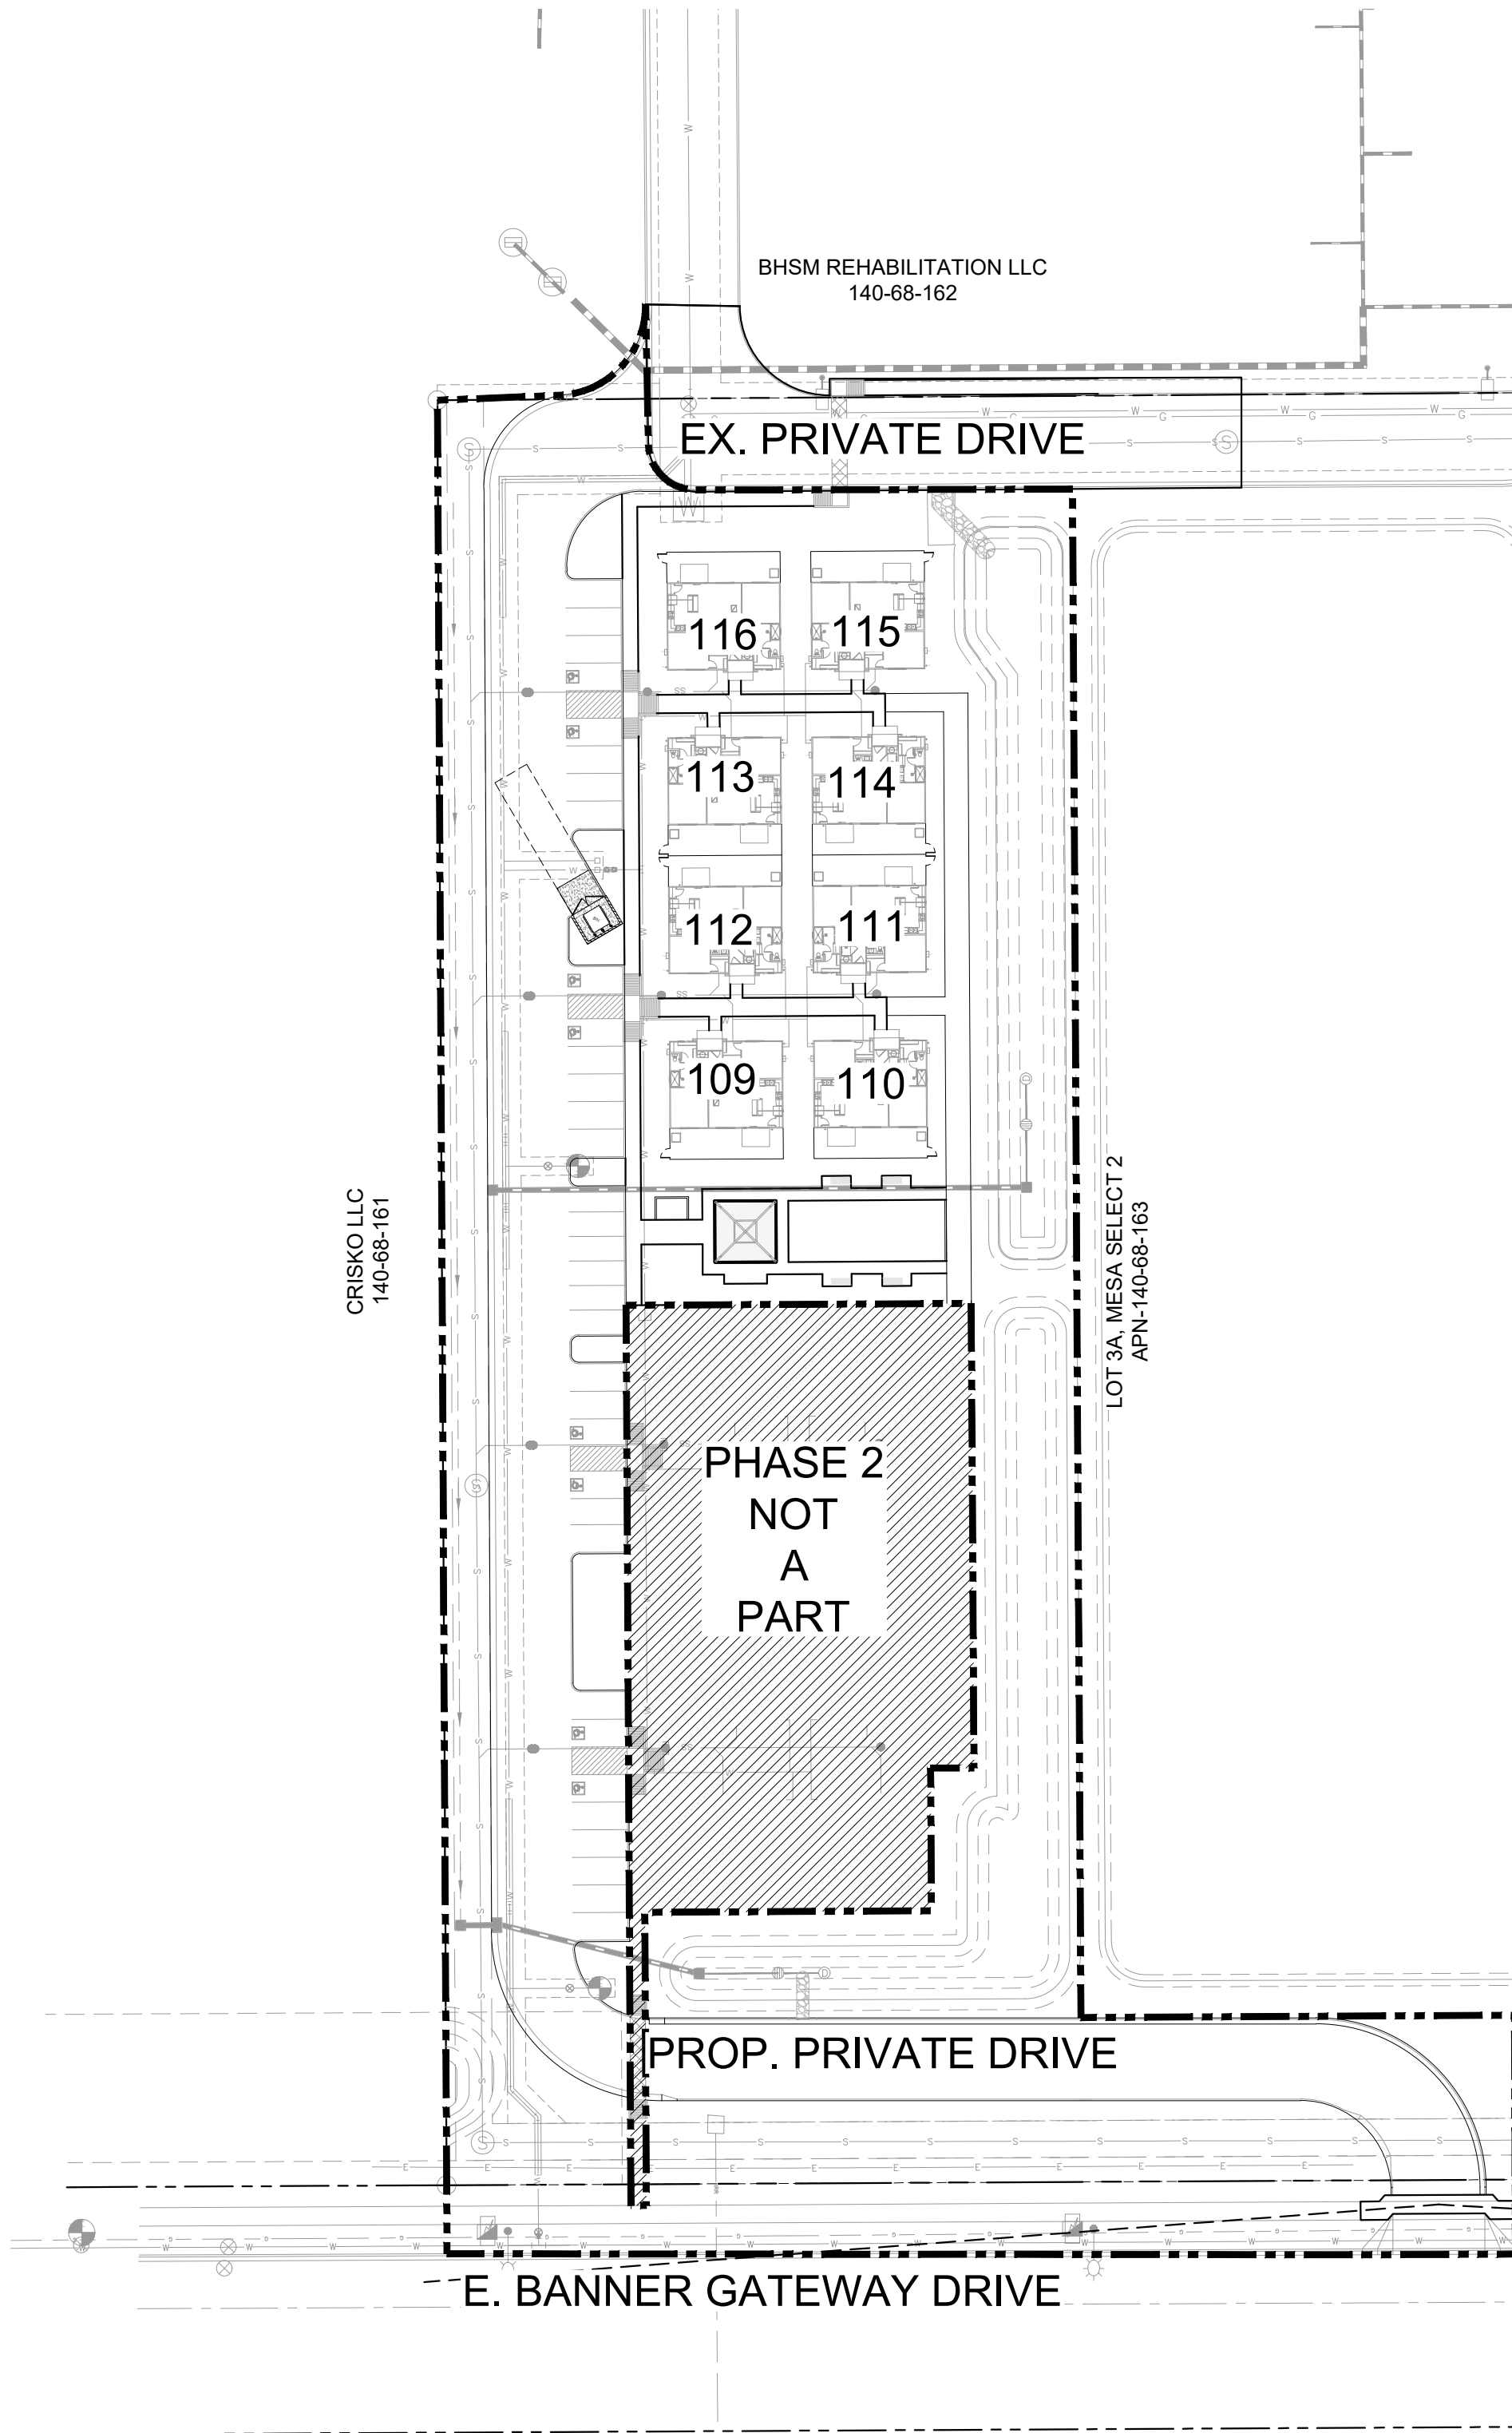 BHSM REHABILITATION LLC
140-68-162
EX. PRIVATE DRIVE
116
115
113
114
112
111
109
110
CRISKO LLC
140-68-161
LOT 3A, MESA SELECT 2
APN-140-68-163
PHASE 2
NOT
A
PART
PROP. PRIVATE DRIVE
E. BANNER GATEWAY DRIVE